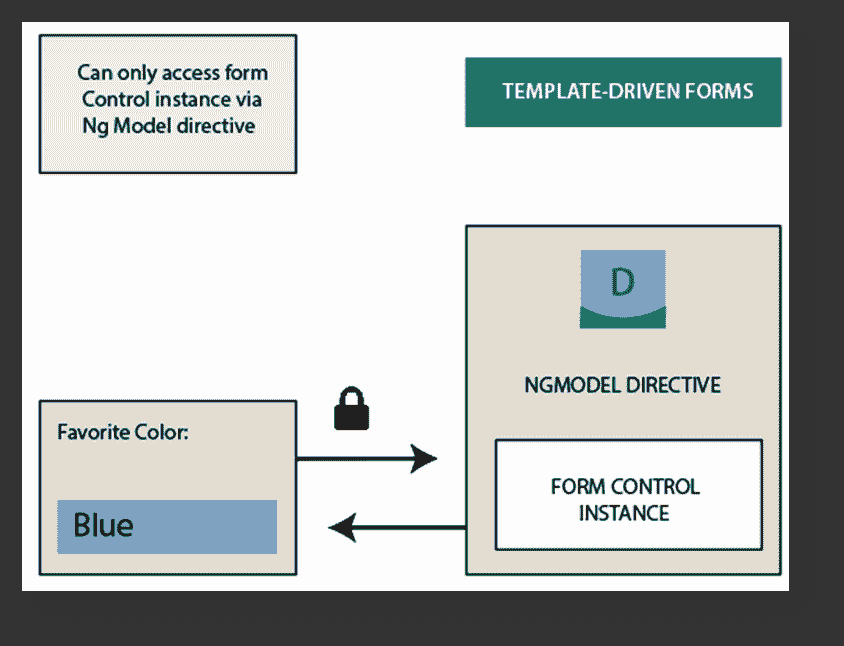 Can only access form
Control instance via
Ng Model directive
TEMPLATE-DRIVEN FORMS
D
NGMODEL DIRECTIVE
Favorite Color:
Blue
FORM CONTROL
INSTANCE